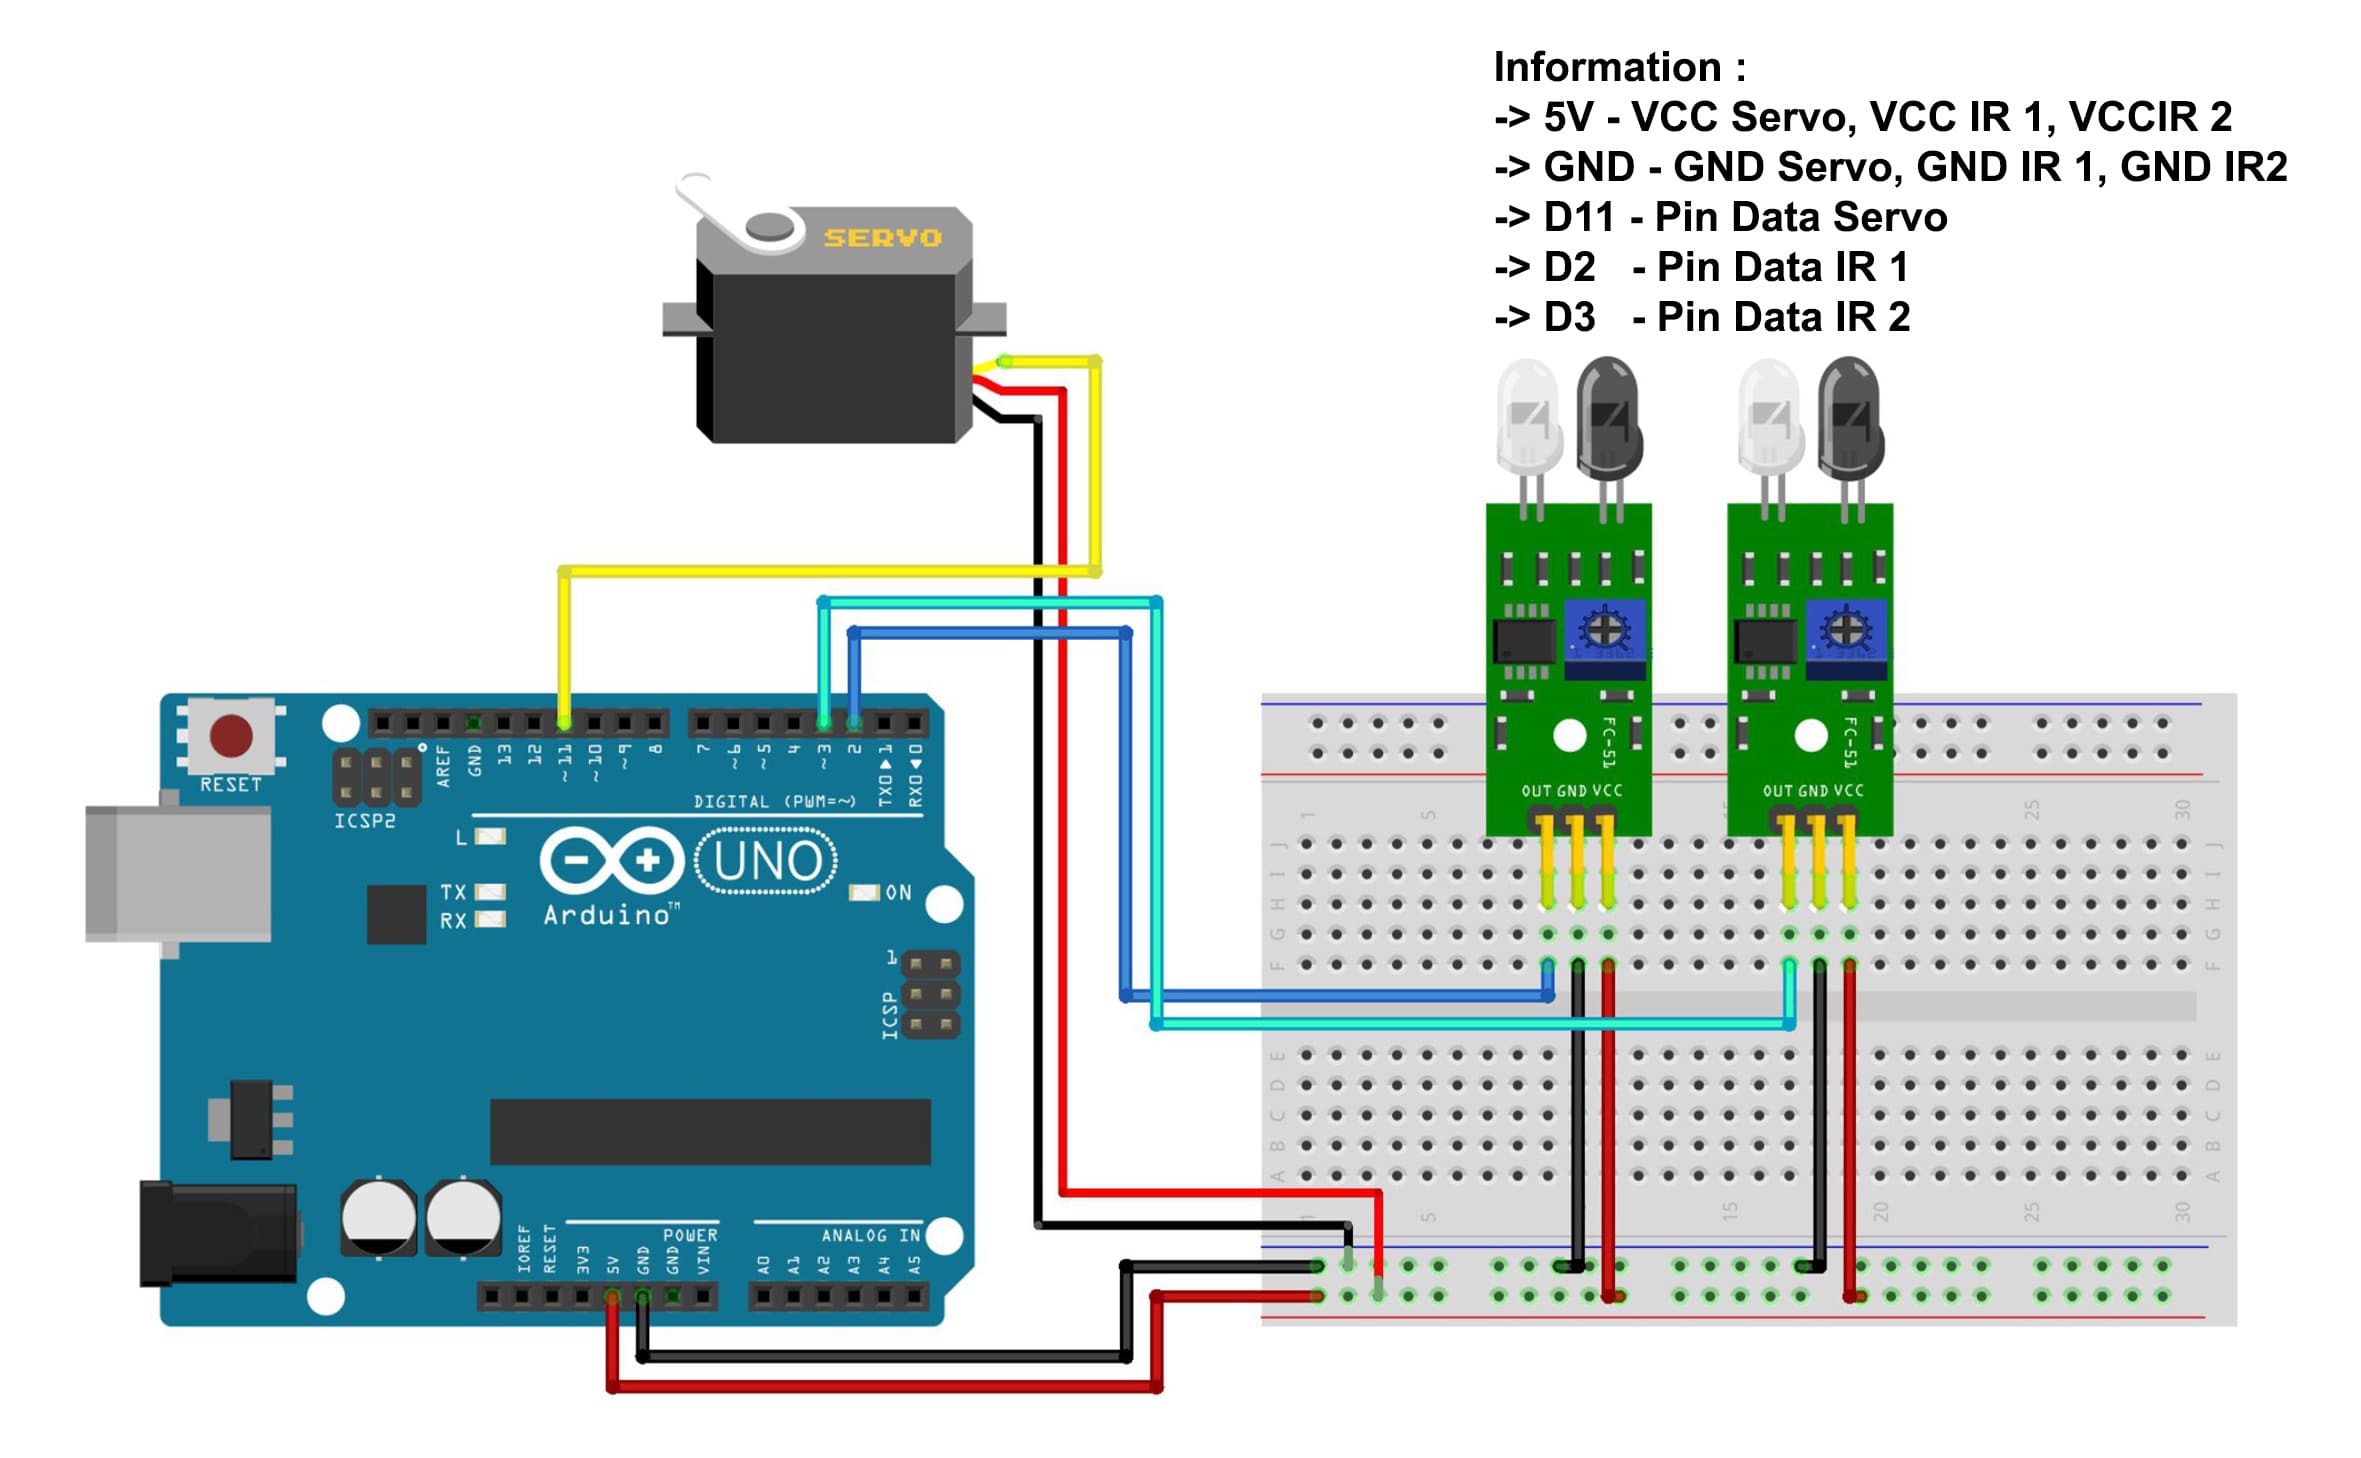 Information :
-> 5V - VCC Servo, VCC IR 1, VCCIR 2
-> GND - GND Servo, GND IR 1, GND IR2
-> D11 - Pin Data Servo
-> D2 - Pin Data IR 1
-> D3 - Pin Data IR 2
SERVO
RESET
ICSP2
AREF
GND
13
12
~11
~10
~9
8
7
~6
~5
4
~3
2
TX0▶1
RX0◀0
DIGITAL (PWM=~)
L
TX
RX
Arduino™
UNO
ON
1
ICSP
IOREF
RESET
3V3
5V
GND
GND
VIN
POWER
A0
A1
A2
A3
A4
A5
ANALOG IN
FC-51
OUT GND VCC
FC-51
OUT GND VCC
1
5
25
30
J
I
H
G
F
E
D
C
B
A
J
I
H
G
F
E
D
C
B
A
1
5
15
20
25
30